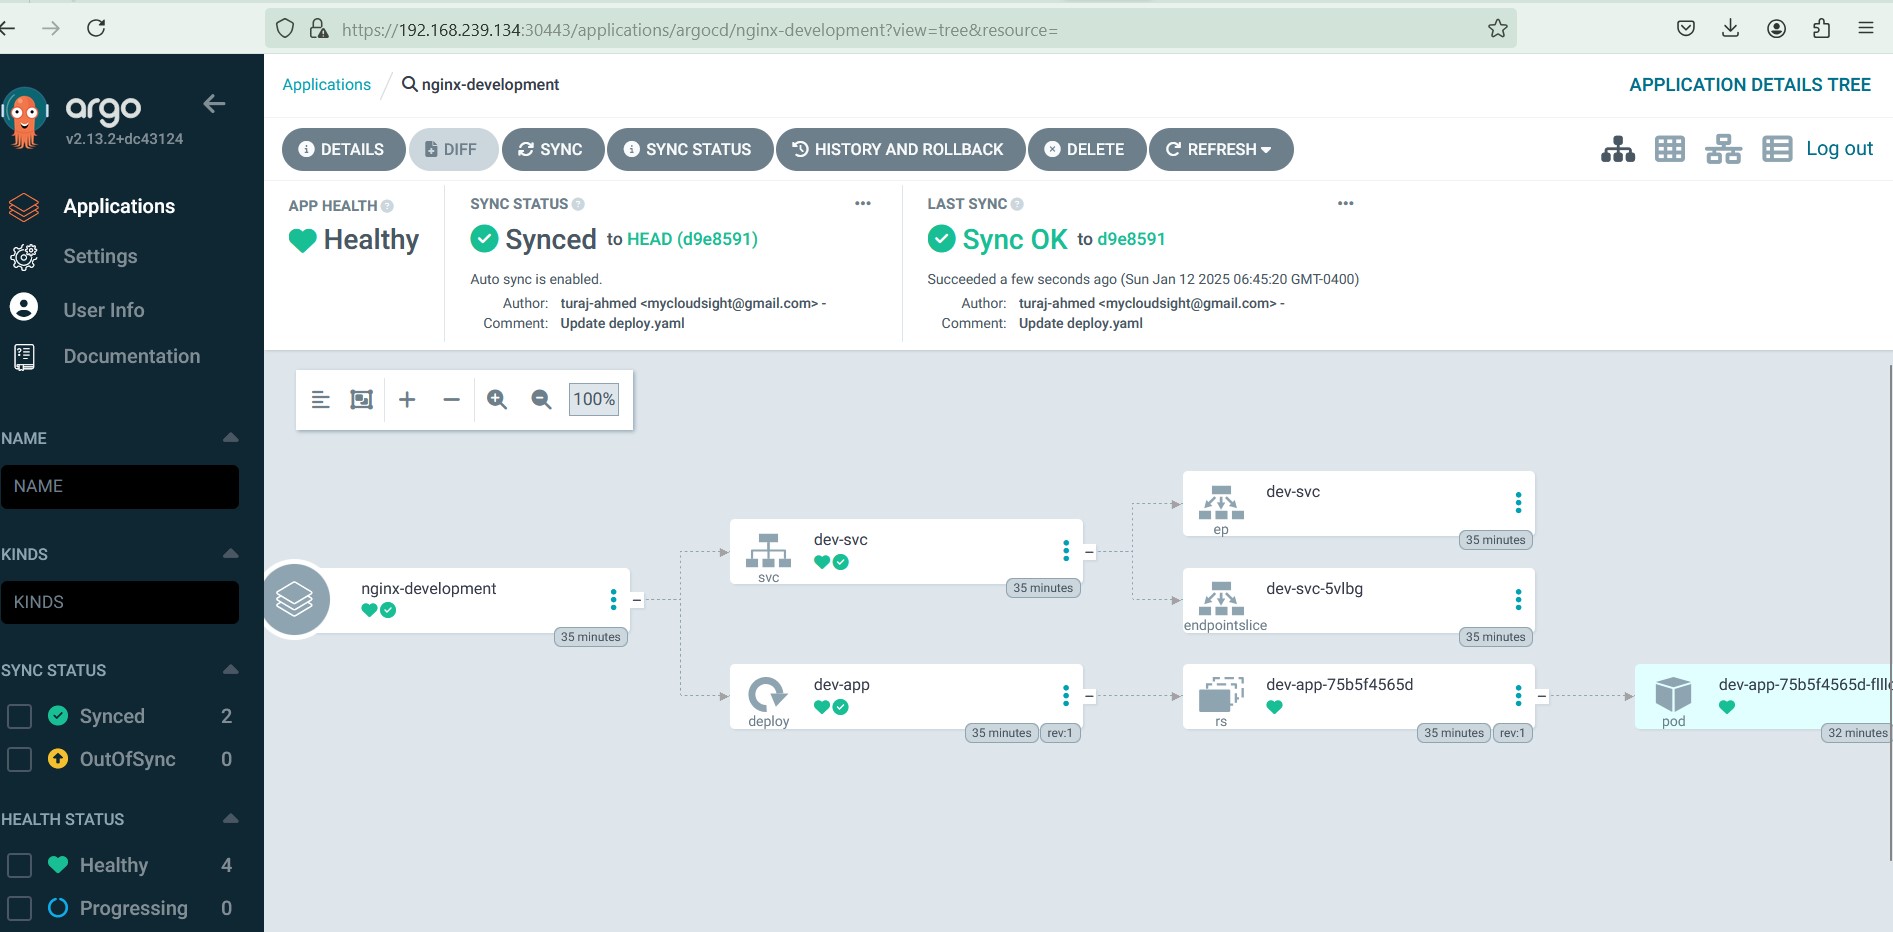 https://192.168.239.134:30443/applications/argocd/nginx-development?view=tree&resource=
argo
v2.13.2+dc43124
Applications
Settings
User Info
Documentation
NAME
NAME
KINDS
KINDS
SYNC STATUS
Synced 2
OutOfSync 0
HEALTH STATUS
Healthy 4
Progressing 0
Applications / nginx-development
APPLICATION DETAILS TREE
DETAILS DIFF SYNC SYNC STATUS HISTORY AND ROLLBACK DELETE REFRESH Log out
APP HEALTH
Healthy
SYNC STATUS
Synced to HEAD (d9e8591)
Auto sync is enabled.
Author: turaj-ahmed <mycloudsight@gmail.com> -
Comment: Update deploy.yaml
LAST SYNC
Sync OK to d9e8591
Succeeded a few seconds ago (Sun Jan 12 2025 06:45:20 GMT-0400)
Author: turaj-ahmed <mycloudsight@gmail.com> -
Comment: Update deploy.yaml
100%
nginx-development
35 minutes
dev-svc
svc
35 minutes
dev-app
deploy
35 minutes rev:1
dev-svc
ep
35 minutes
dev-svc-5vlbg
endpointslice
35 minutes
dev-app-75b5f4565d
rs
35 minutes rev:1
pod
32 minutes